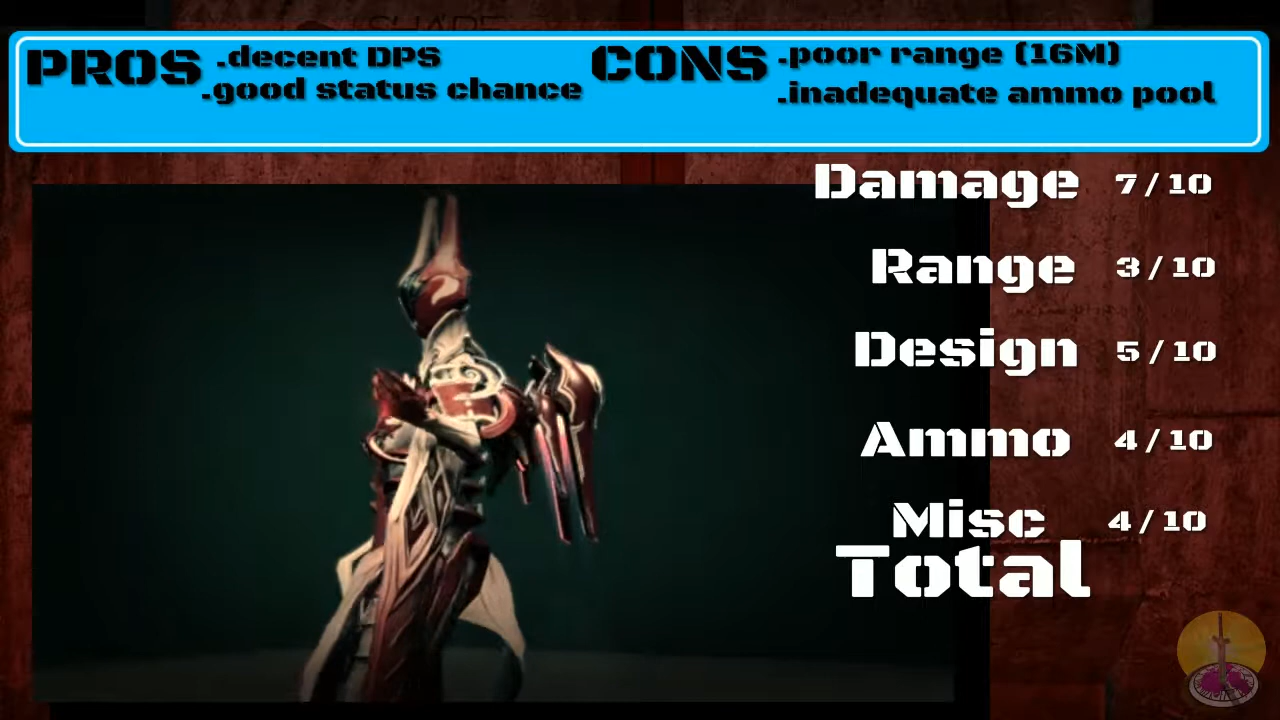 SHARE
PROS
.decent DPS
.good status chance
CONS
.poor range (16M)
.inadequate ammo pool
Damage 7/10
Range 3/10
Design 5/10
Ammo 4/10
Misc 4/10
Total